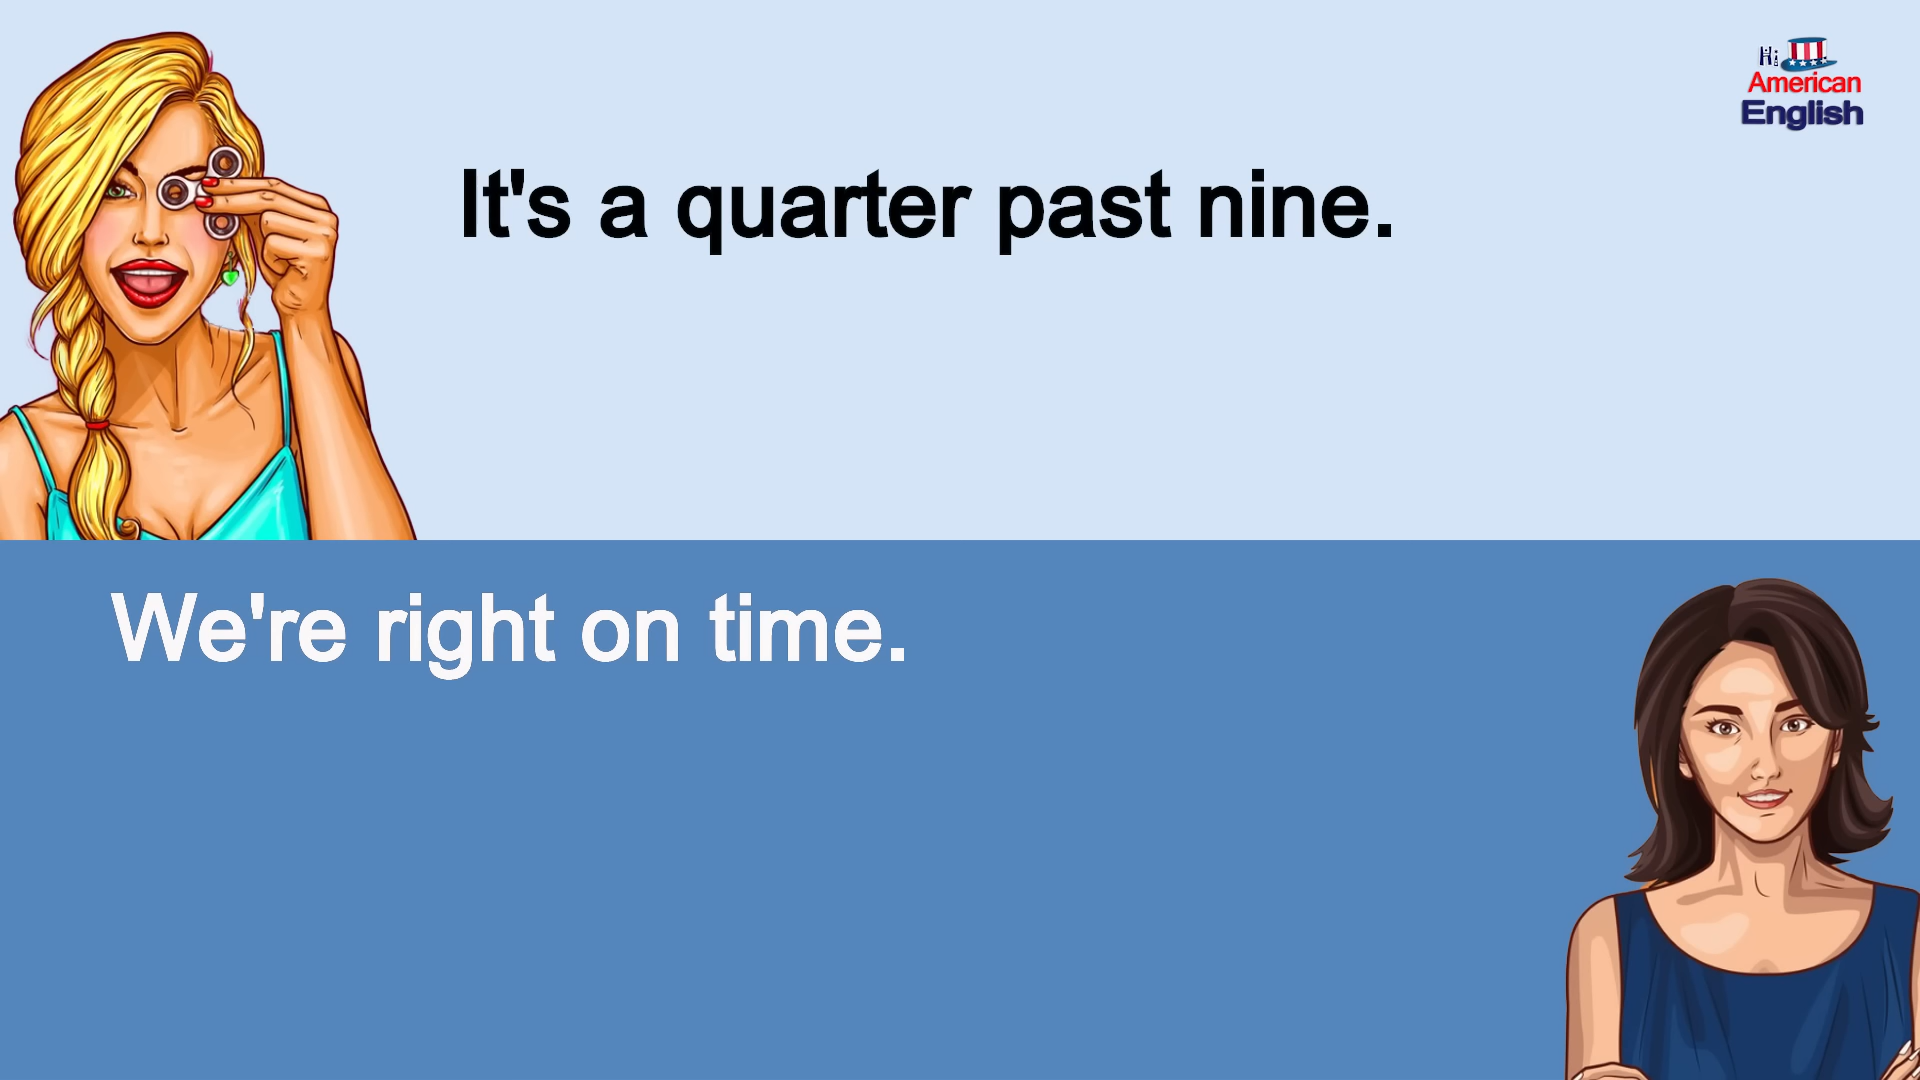 Hi
American
English
It's a quarter past nine.
We're right on time.